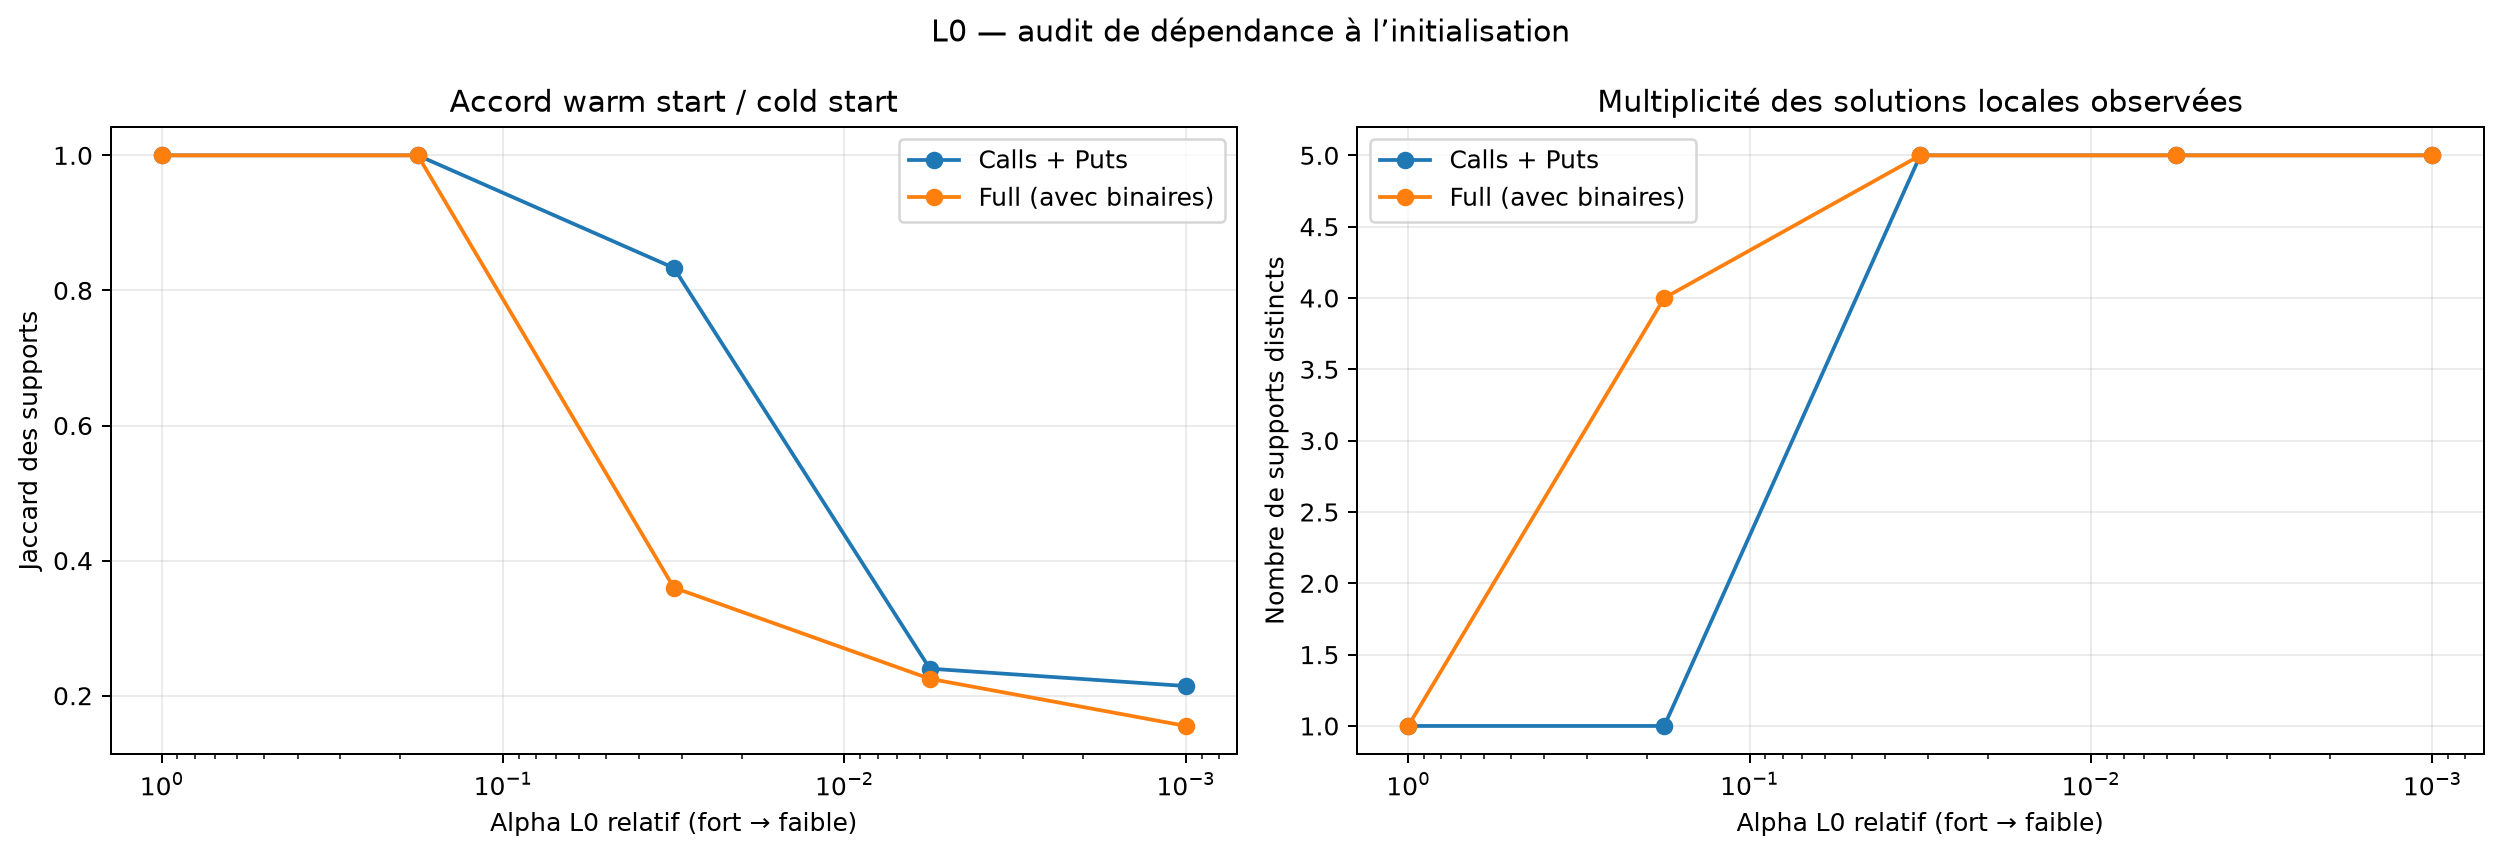 L0 — audit de dépendance à l’initialisation
Accord warm start / cold start
Jaccard des supports
1.0
0.8
0.6
0.4
0.2
Calls + Puts
Full (avec binaires)
10⁰
10⁻¹
10⁻²
10⁻³
Alpha L0 relatif (fort → faible)
Multiplicité des solutions locales observées
Nombre de supports distincts
5.0
4.5
4.0
3.5
3.0
2.5
2.0
1.5
1.0
Calls + Puts
Full (avec binaires)
10⁰
10⁻¹
10⁻²
10⁻³
Alpha L0 relatif (fort → faible)